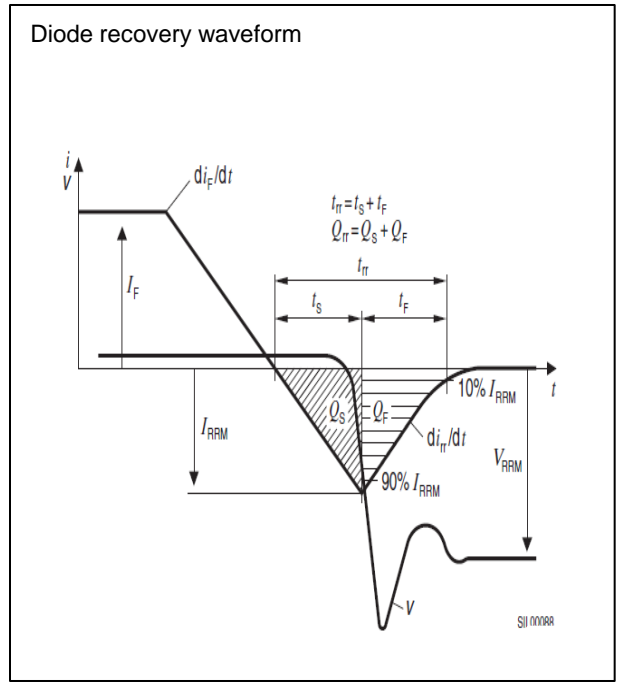 Diode recovery waveform
i
V
di_F/dt
t_rr=t_S+t_F
Q_rr=Q_S+Q_F
t_rr
I_F
t_S
t_F
10% I_RRM
t
Q_S
Q_F
I_RRM
di_rr/dt
V_RRM
90% I_RRM
V
SIL00088